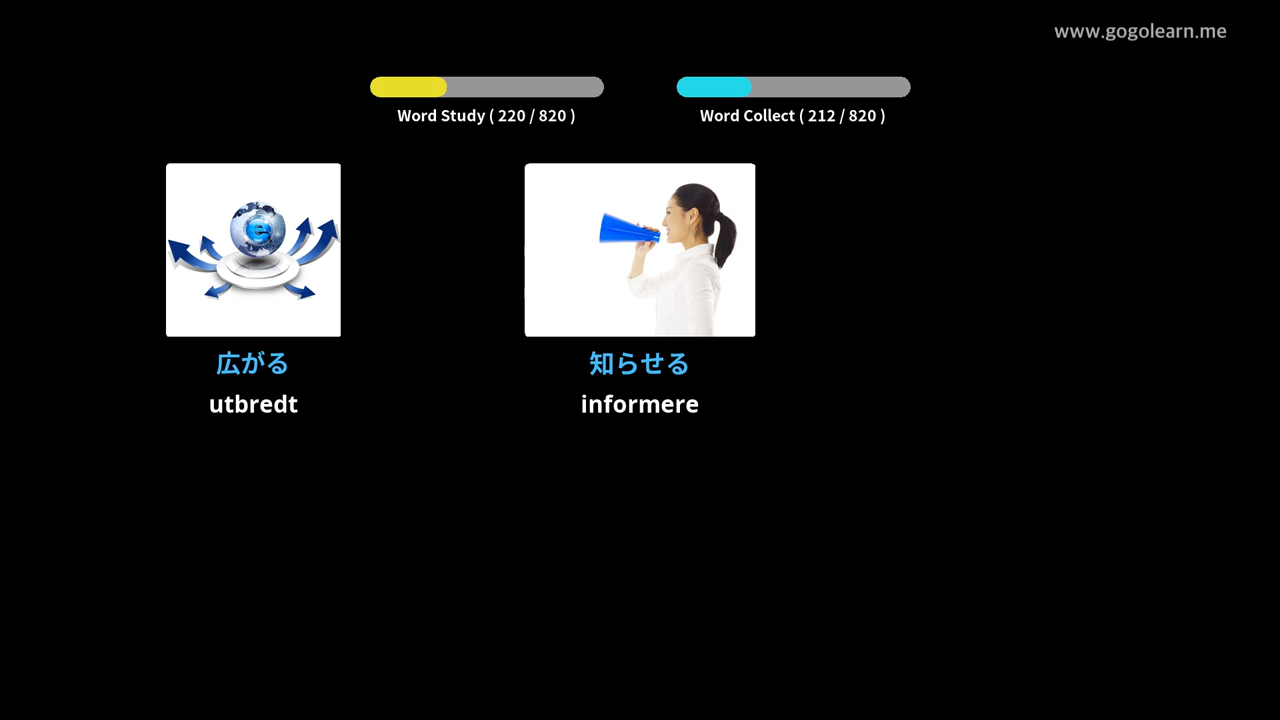 www.gogolearn.me
Word Study ( 220 / 820 )
Word Collect ( 212 / 820 )
e
広がる
知らせる
utbredt
informere